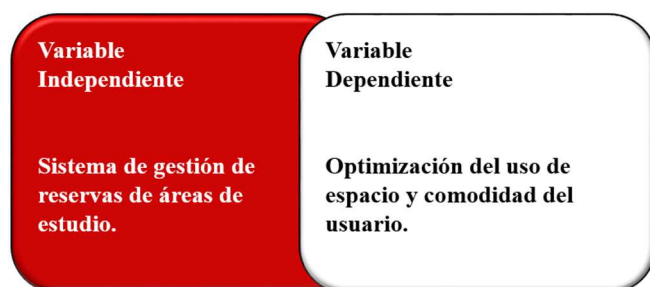 Variable
Independiente
Sistema de gestión de
reservas de áreas de
estudio.
Variable
Dependiente
Optimización del uso de
espacio y comodidad del
usuario.